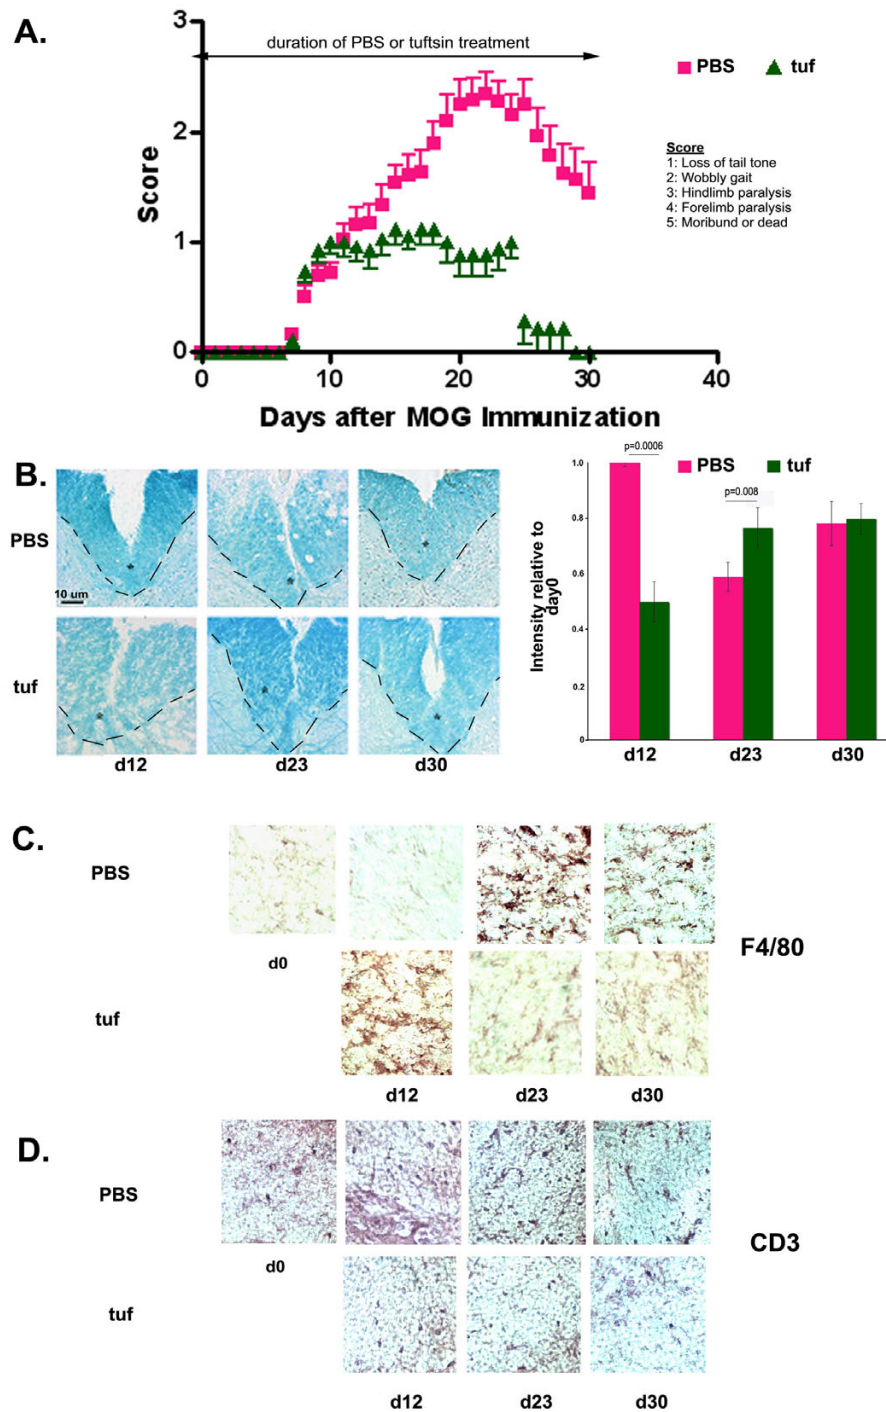 A.
duration of PBS or tuftsin treatment
PBS tuf
Score
1: Loss of tail tone
2: Wobbly gait
3: Hindlimb paralysis
4: Forelimb paralysis
5: Moribund or dead
Score
3
2
1
0
0 10 20 30 40
Days after MOG Immunization
B.
PBS
10 um
tuf
d12 d23 d30
PBS tuf
p=0.0006
p=0.008
Intensity relative to
day0
1.0
0.8
0.6
0.4
0.2
d12 d23 d30
C.
PBS
d0
F4/80
tuf
d12 d23 d30
D.
PBS
d0
CD3
tuf
d12 d23 d30